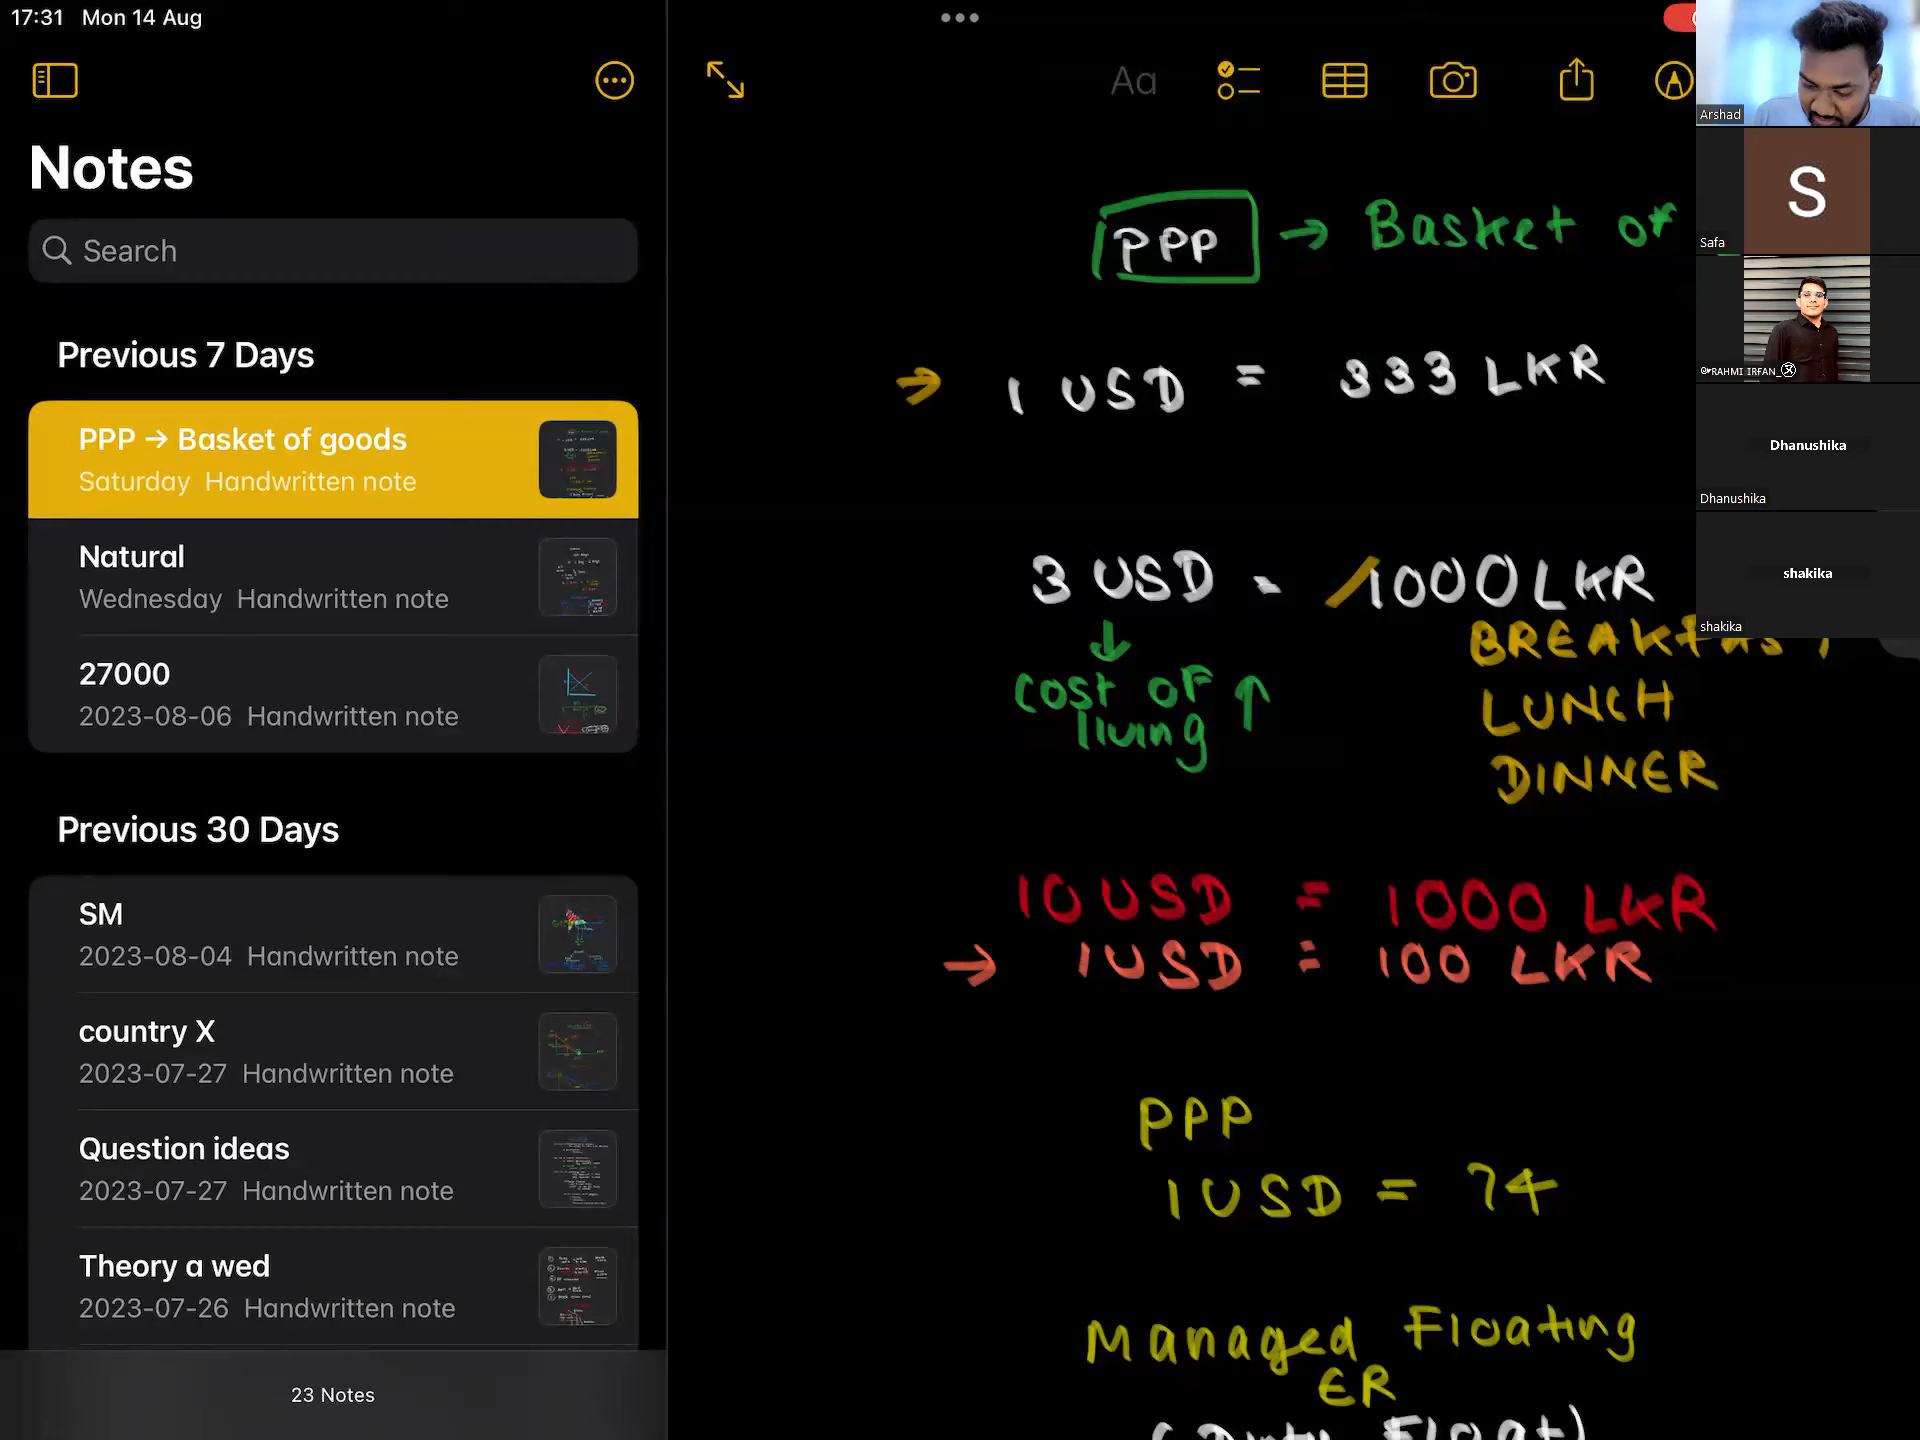 17:31 Mon 14 Aug
Notes
Search
Previous 7 Days
PPP → Basket of goods
Saturday Handwritten note
Natural
Wednesday Handwritten note
27000
2023-08-06 Handwritten note
Previous 30 Days
SM
2023-08-04 Handwritten note
country X
2023-07-27 Handwritten note
Question ideas
2023-07-27 Handwritten note
Theory a wed
2023-07-26 Handwritten note
23 Notes
Aa
PPP → Basket of
→ 1 USD = 333 LKR
3 USD = 1000 LKR
↓
cost of ↑
living
BREAKFAST
LUNCH
DINNER
10 USD = 1000 LKR
→ 1 USD = 100 LKR
PPP
1 USD = 74
Managed Floating
ER
(Dirty Float)
Arshad
S
Safa
RAHMI IRFAN_
Dhanushika
Dhanushika
shakika
shakika